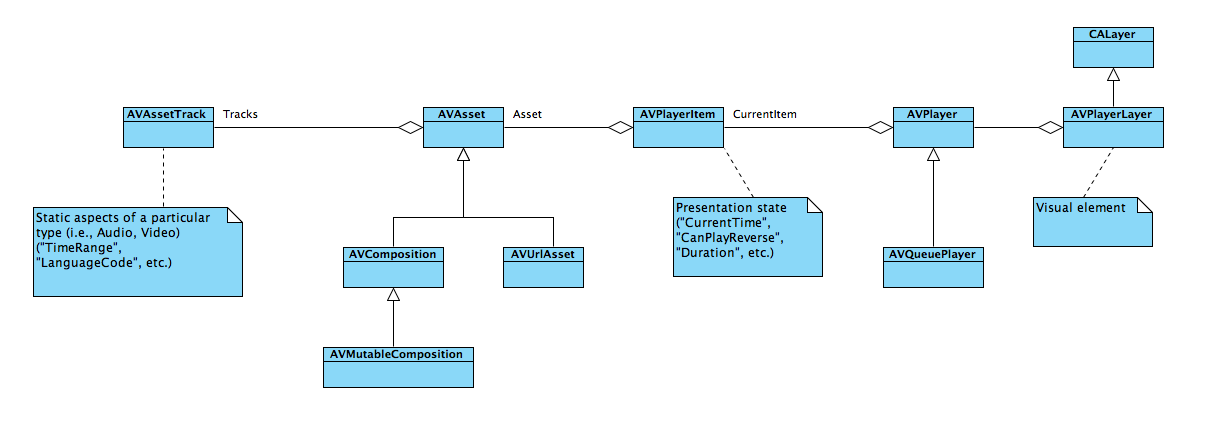 CALayer
AVAssetTrack
Tracks
AVAsset
Asset
AVPlayerItem
CurrentItem
AVPlayer
AVPlayerLayer
Static aspects of a particular
type (i.e., Audio, Video)
("TimeRange",
"LanguageCode", etc.)
Presentation state
("CurrentTime",
"CanPlayReverse",
"Duration", etc.)
Visual element
AVComposition
AVUrlAsset
AVQueuePlayer
AVMutableComposition